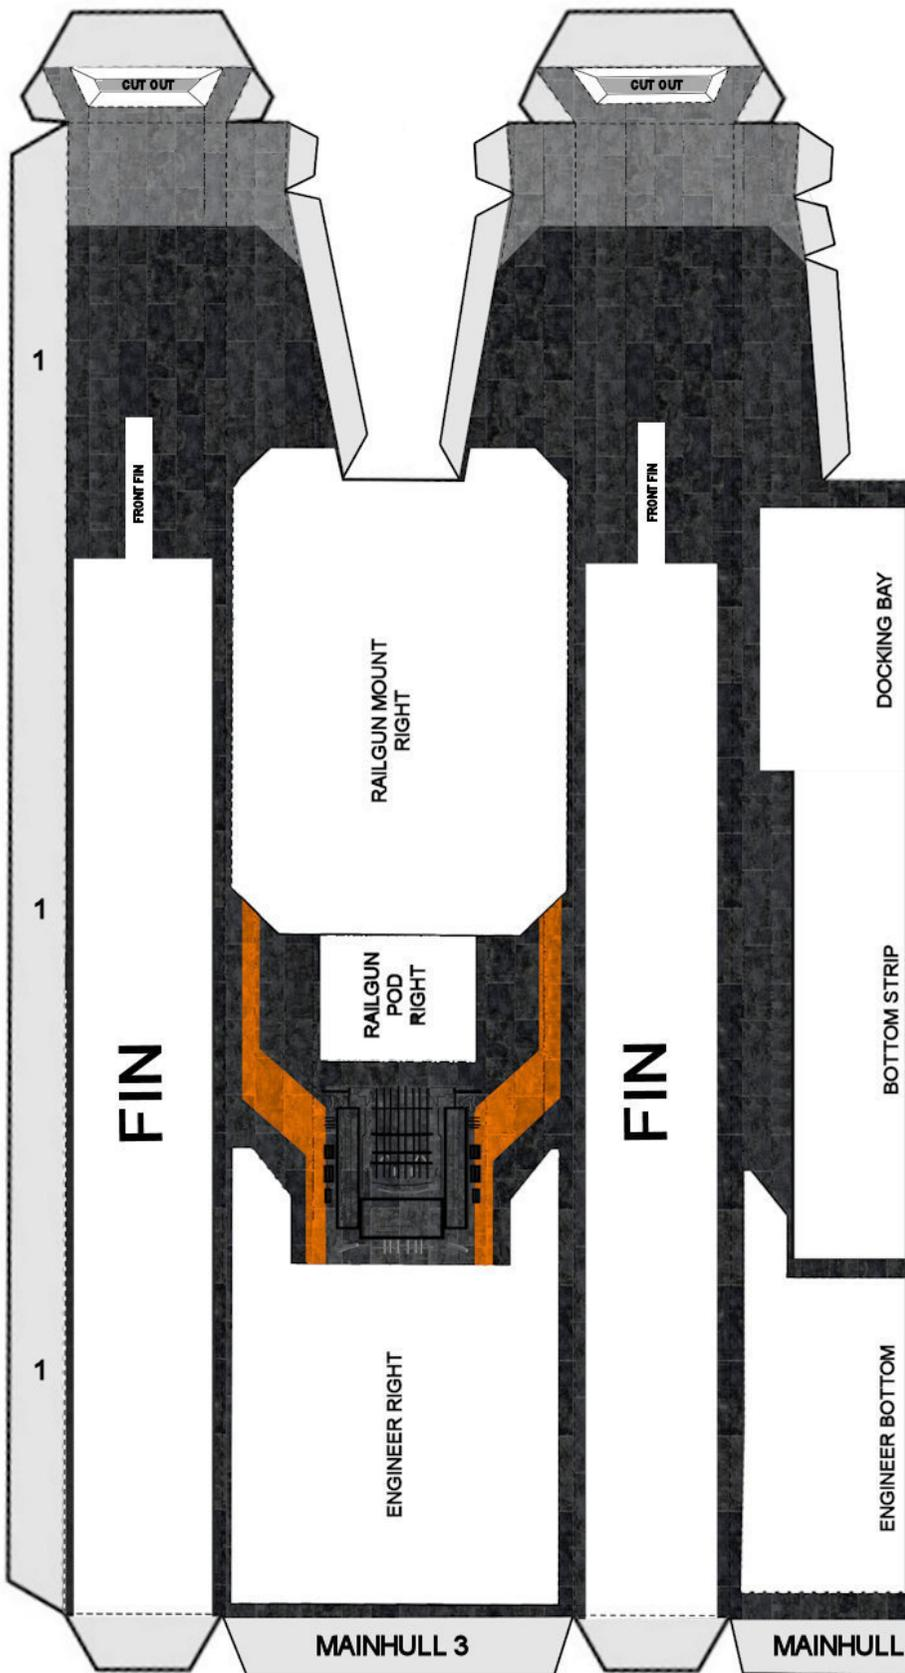 CUT OUT
CUT OUT
1
FRONT FIN
FRONT FIN
RAILGUN MOUNT
RIGHT
DOCKING BAY
1
RAILGUN
POD
RIGHT
BOTTOM STRIP
FIN
FIN
1
ENGINEER RIGHT
ENGINEER BOTTOM
MAINHULL 3
MAINHULL